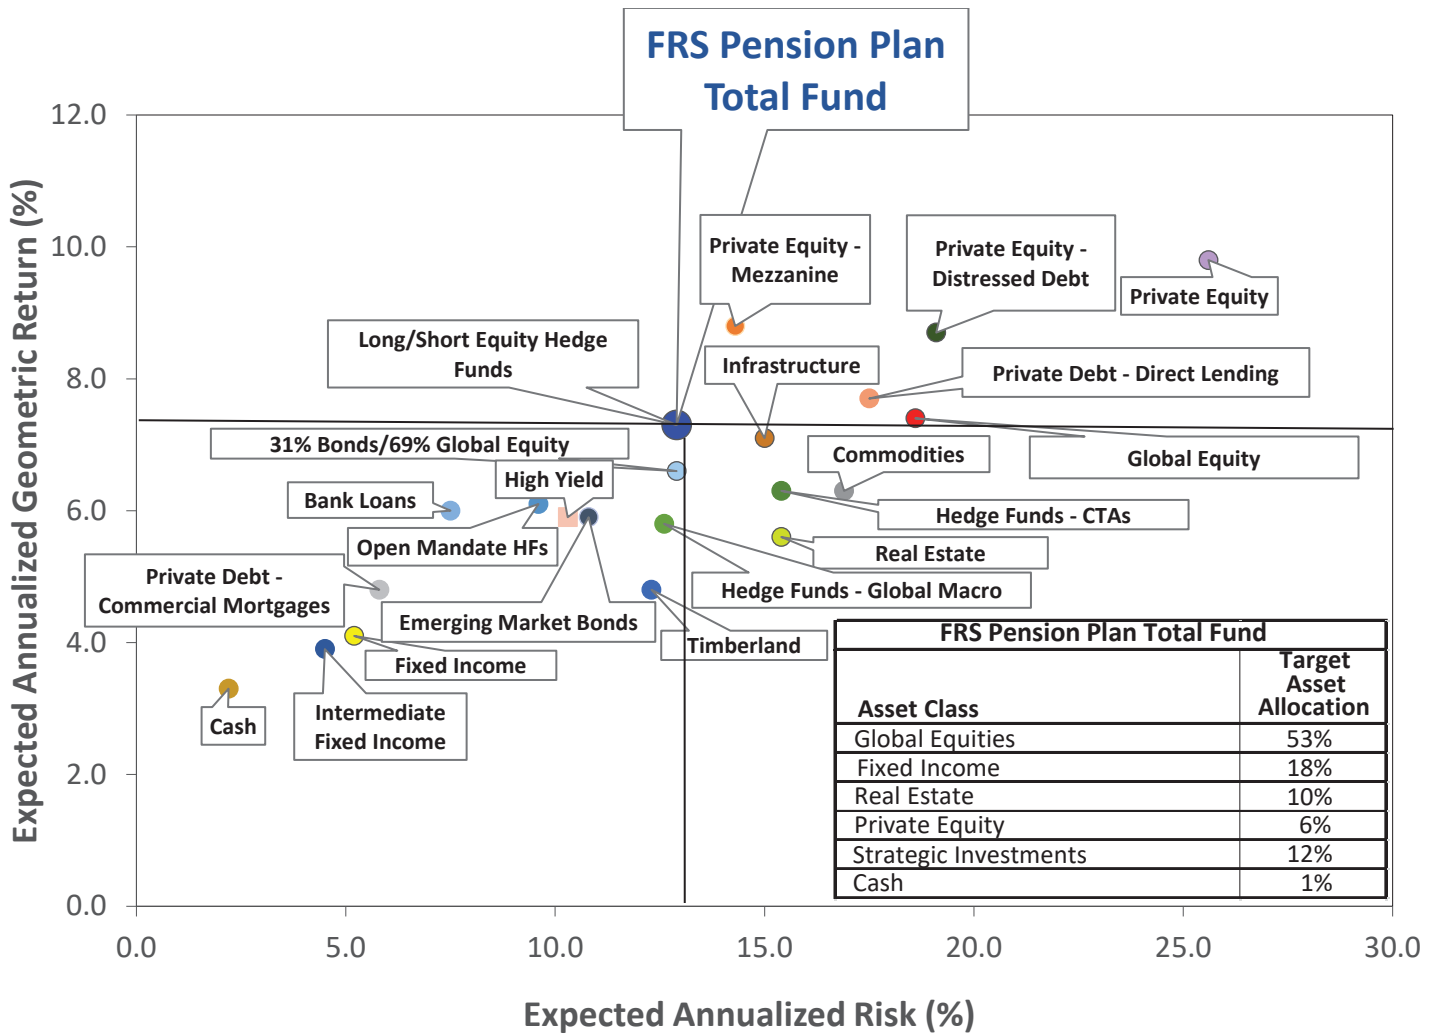 FRS Pension Plan
Total Fund
Expected Annualized Geometric Return (%)
12.0
10.0
8.0
6.0
4.0
2.0
0.0
Private Equity -
Mezzanine
Private Equity -
Distressed Debt
Private Equity
Long/Short Equity Hedge
Funds
Infrastructure
Private Debt - Direct Lending
31% Bonds/69% Global Equity
Commodities
Global Equity
High Yield
Bank Loans
Hedge Funds - CTAs
Open Mandate HFs
Real Estate
Private Debt -
Commercial Mortgages
Hedge Funds - Global Macro
Emerging Market Bonds
Timberland
Fixed Income
Cash
Intermediate
Fixed Income
FRS Pension Plan Total Fund
Target
Asset
Asset Class Allocation
Global Equities 53%
Fixed Income 18%
Real Estate 10%
Private Equity 6%
Strategic Investments 12%
Cash 1%
0.0 5.0 10.0 15.0 20.0 25.0 30.0
Expected Annualized Risk (%)